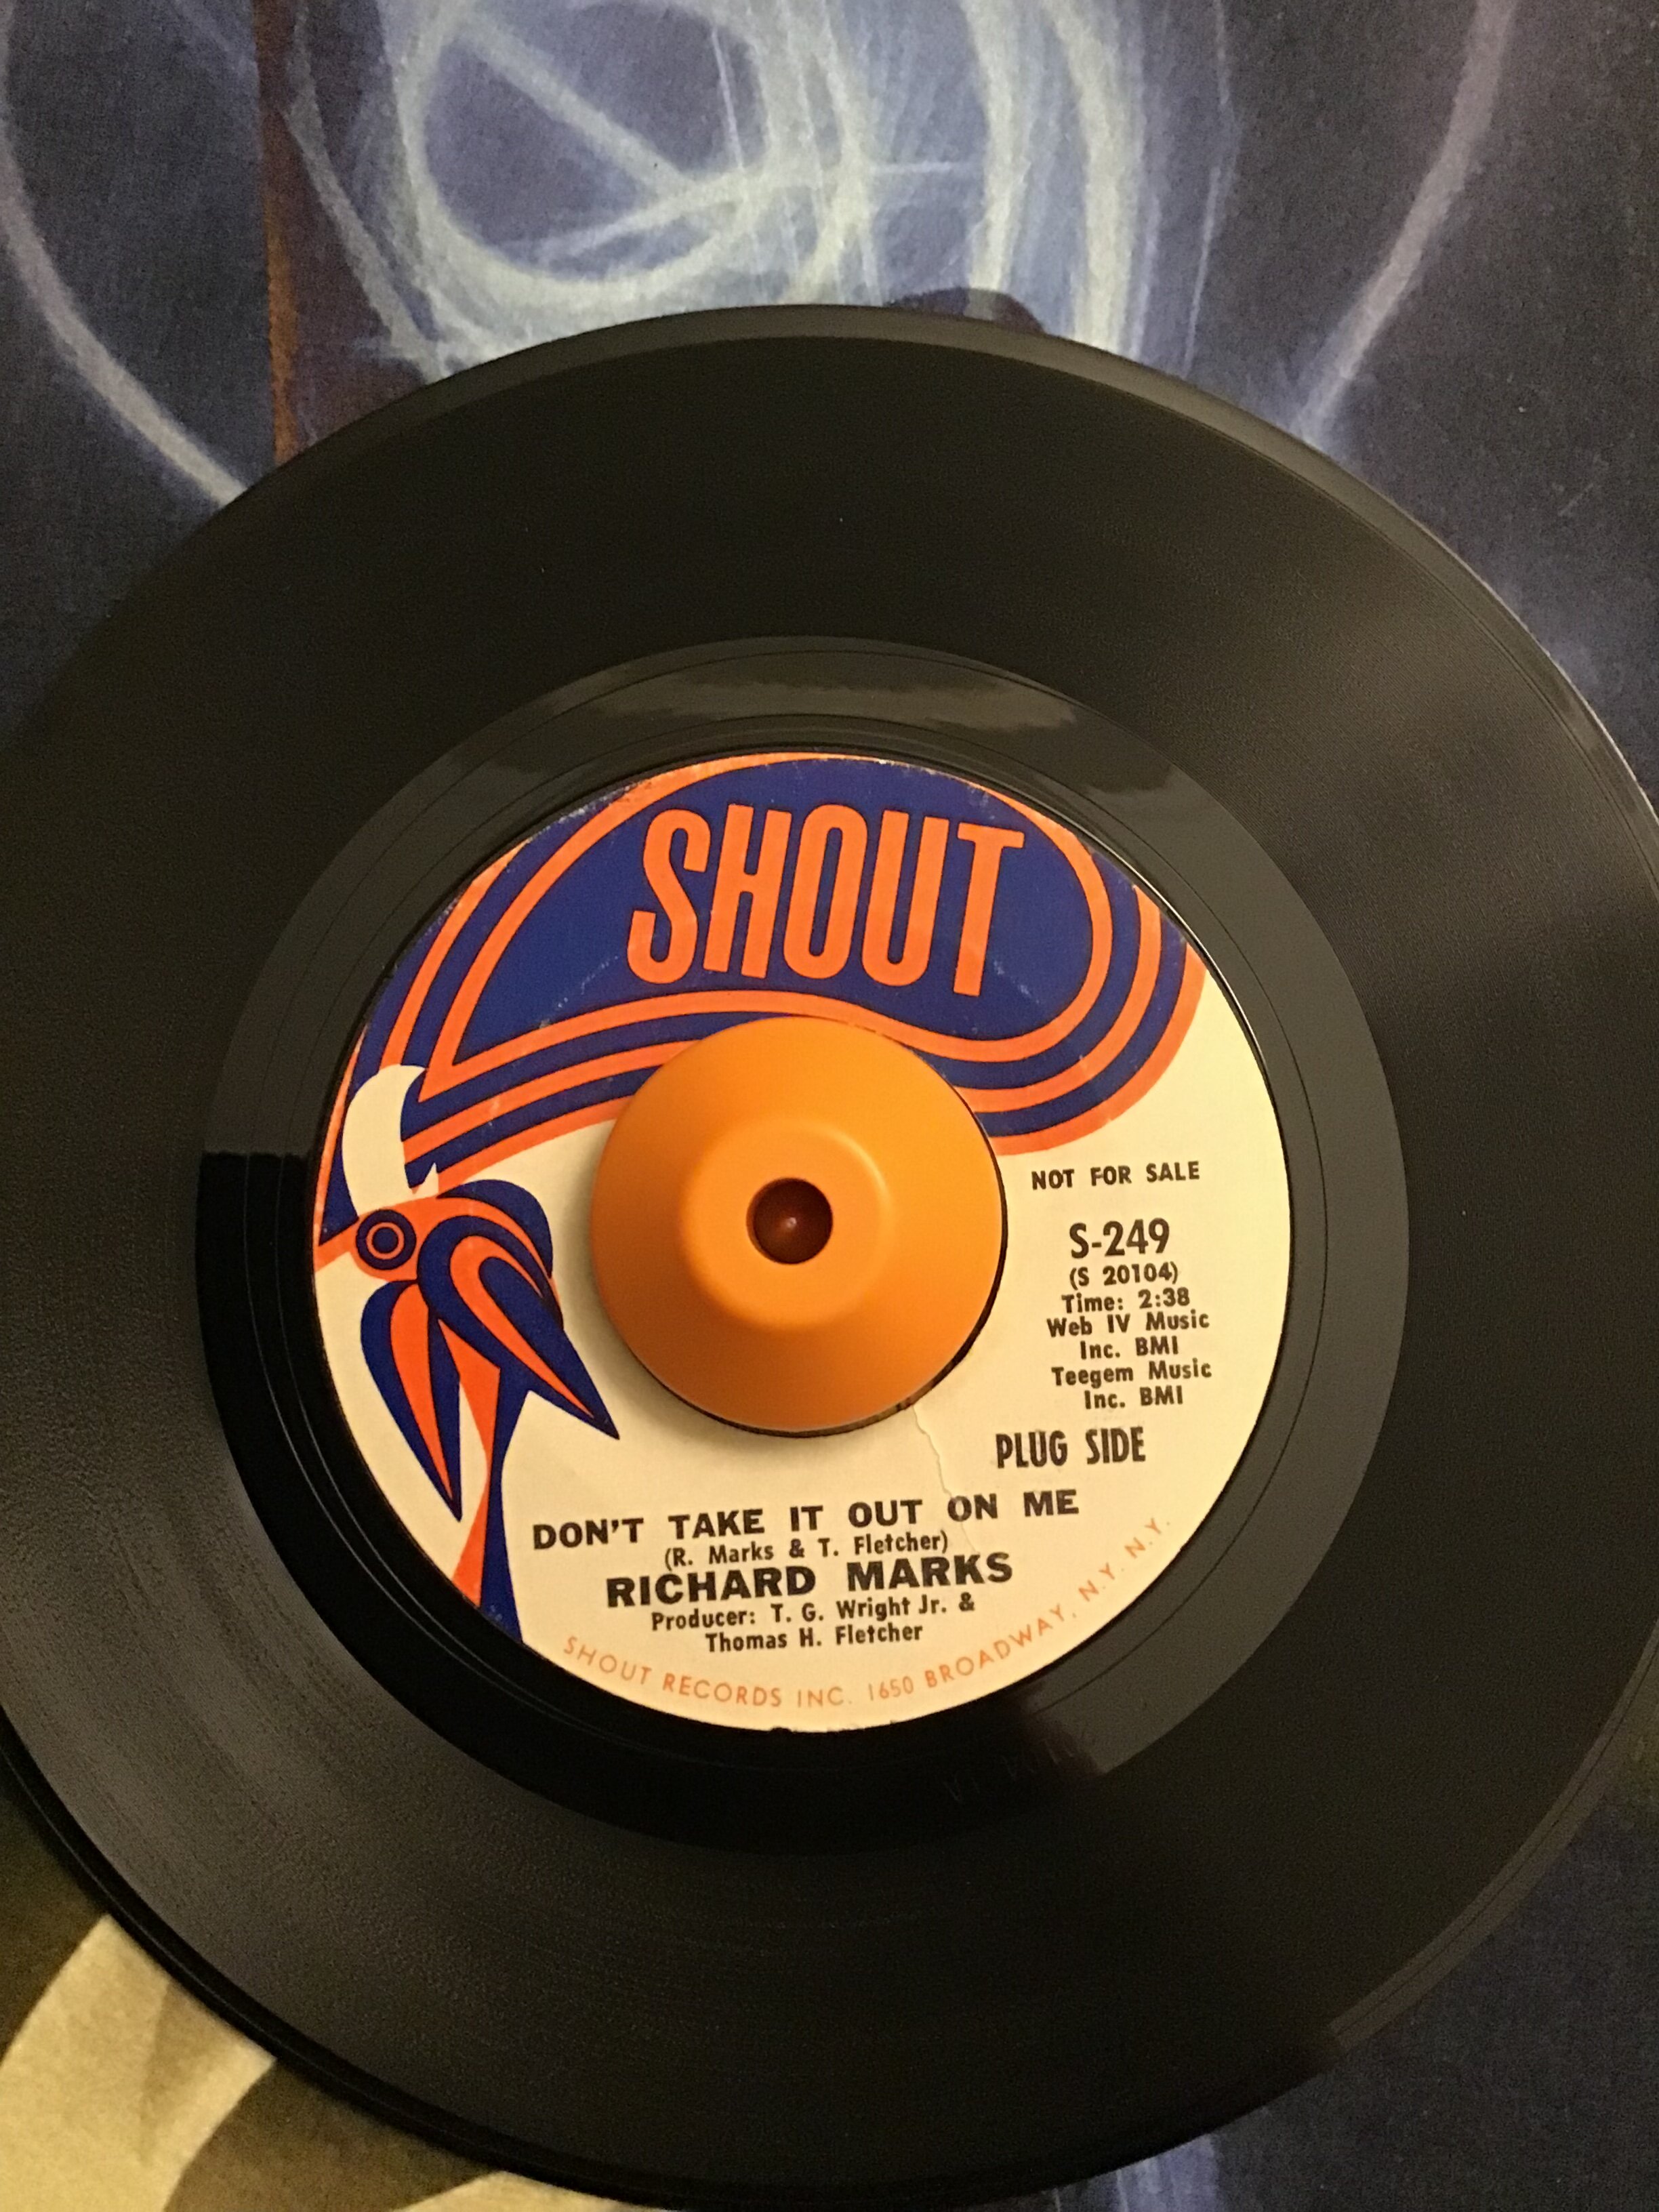 SHOUT
NOT FOR SALE
S-249
(S 20104)
Time: 2:38
Web IV Music
Inc. BMI
Teegem Music
Inc. BMI
PLUG SIDE
DON'T TAKE IT OUT ON ME
(R. Marks & T. Fletcher)
RICHARD MARKS
Producer: T. G. Wright Jr. &
Thomas H. Fletcher
SHOUT RECORDS INC. 1650 BROADWAY, N.Y. N.Y.